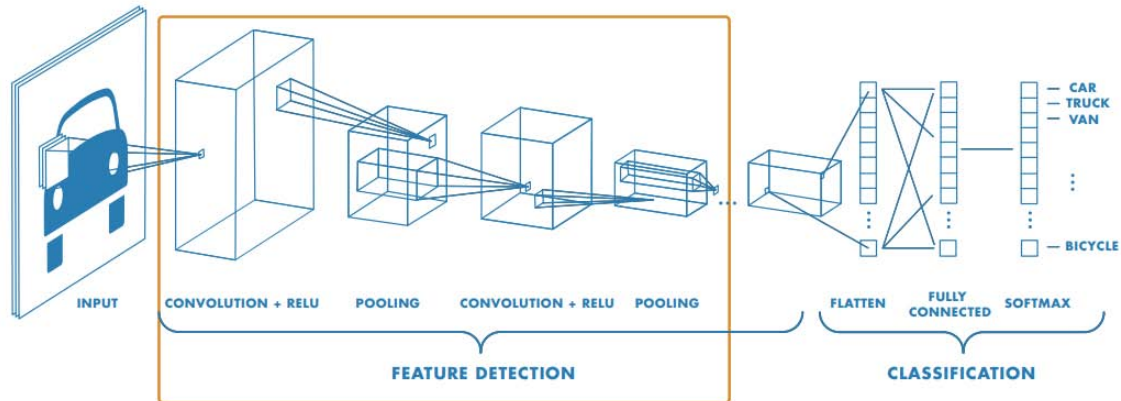 CAR
TRUCK
VAN
BICYCLE
INPUT
CONVOLUTION + RELU
POOLING
CONVOLUTION + RELU
POOLING
FLATTEN
FULLY
CONNECTED
SOFTMAX
FEATURE DETECTION
CLASSIFICATION